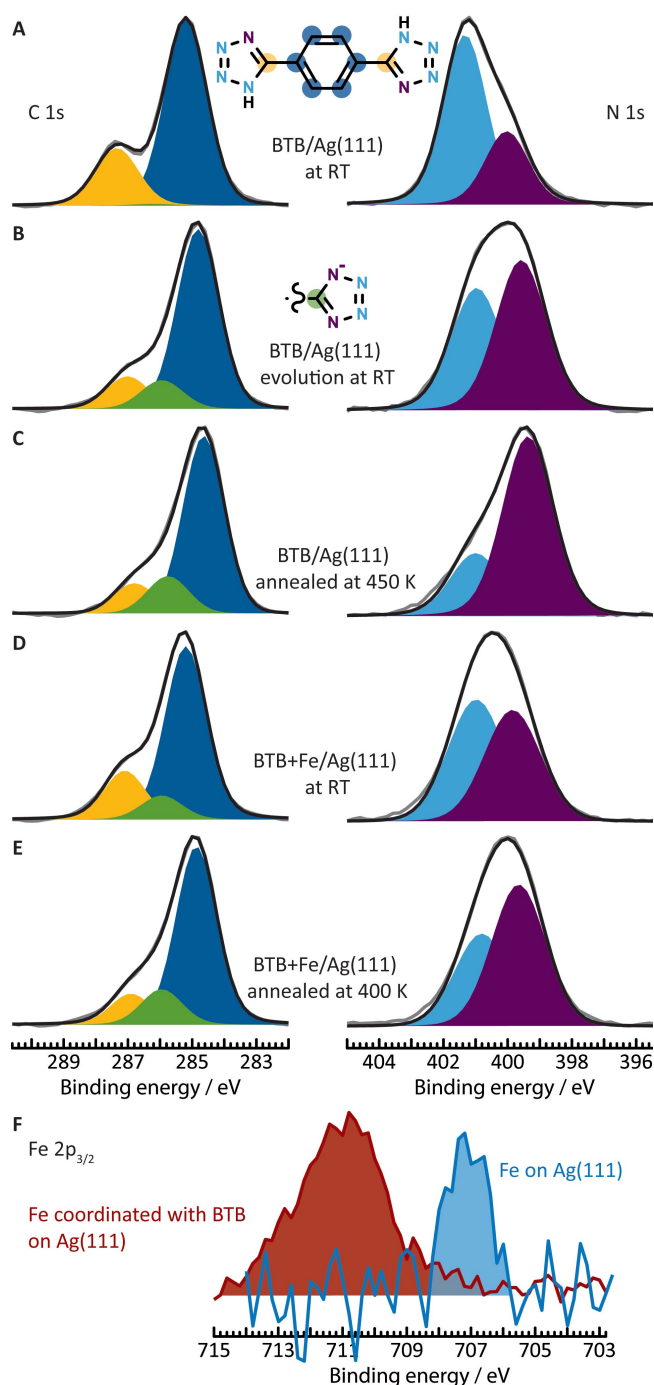 A
C 1s
H
N
N
N
N
N
H
N
N
N
N
H
BTB/Ag(111)
at RT
N 1s
B
N-
N
N
N
BTB/Ag(111)
evolution at RT
C
BTB/Ag(111)
annealed at 450 K
D
BTB+Fe/Ag(111)
at RT
E
BTB+Fe/Ag(111)
annealed at 400 K
289 287 285 283
Binding energy / eV
404 402 400 398 396
Binding energy / eV
F
Fe 2p3/2
Fe coordinated with BTB
on Ag(111)
Fe on Ag(111)
715 713 711 709 707 705 703
Binding energy / eV